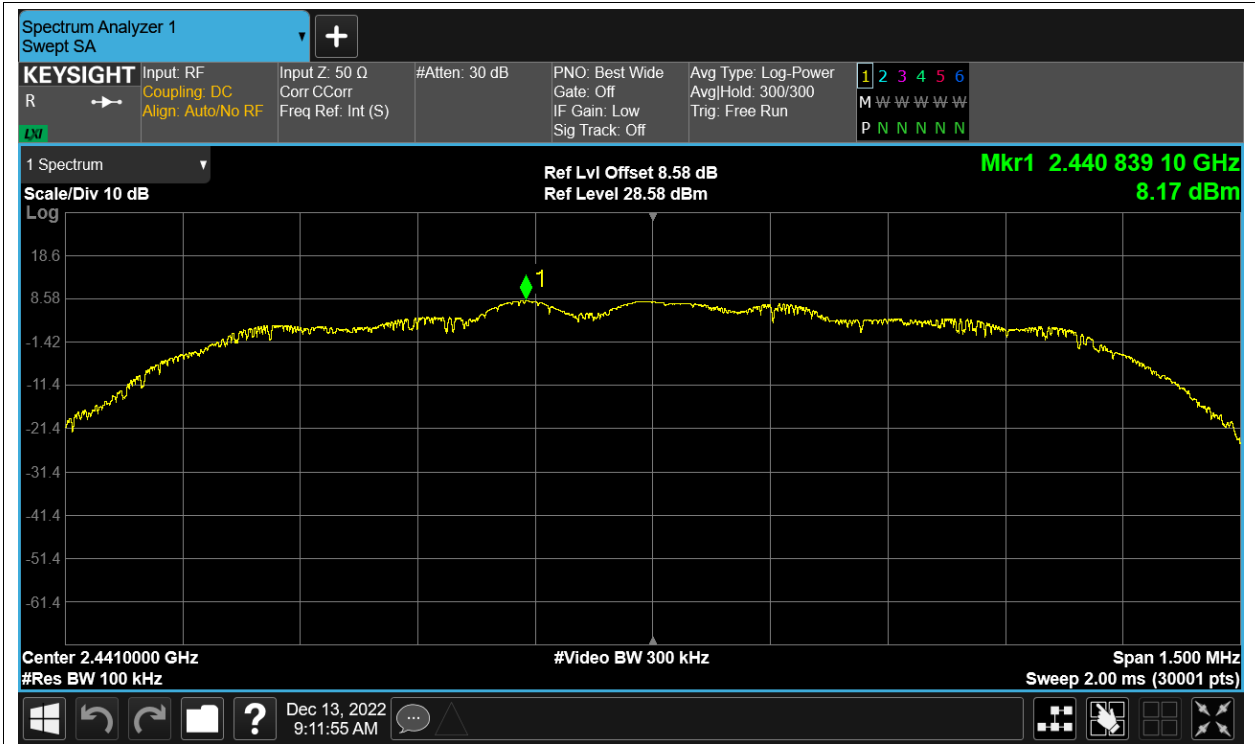 Spectrum Analyzer 1
Swept SA
KEYSIGHT
R
LXI
Input: RF
Coupling: DC
Align: Auto/No RF
Input Z: 50 Ω
Corr CCorr
Freq Ref: Int (S)
#Atten: 30 dB
PNO: Best Wide
Gate: Off
IF Gain: Low
Sig Track: Off
Avg Type: Log-Power
Avg|Hold: 300/300
Trig: Free Run
1 2 3 4 5 6
M W W W W W
P N N N N N
1 Spectrum
Scale/Div 10 dB
Ref Lvl Offset 8.58 dB
Ref Level 28.58 dBm
Mkr1 2.440 839 10 GHz
8.17 dBm
Log
18.6
8.58
-1.42
-11.4
-21.4
-31.4
-41.4
-51.4
-61.4
1
Center 2.4410000 GHz
#Res BW 100 kHz
#Video BW 300 kHz
Span 1.500 MHz
Sweep 2.00 ms (30001 pts)
?
Dec 13, 2022
9:11:55 AM